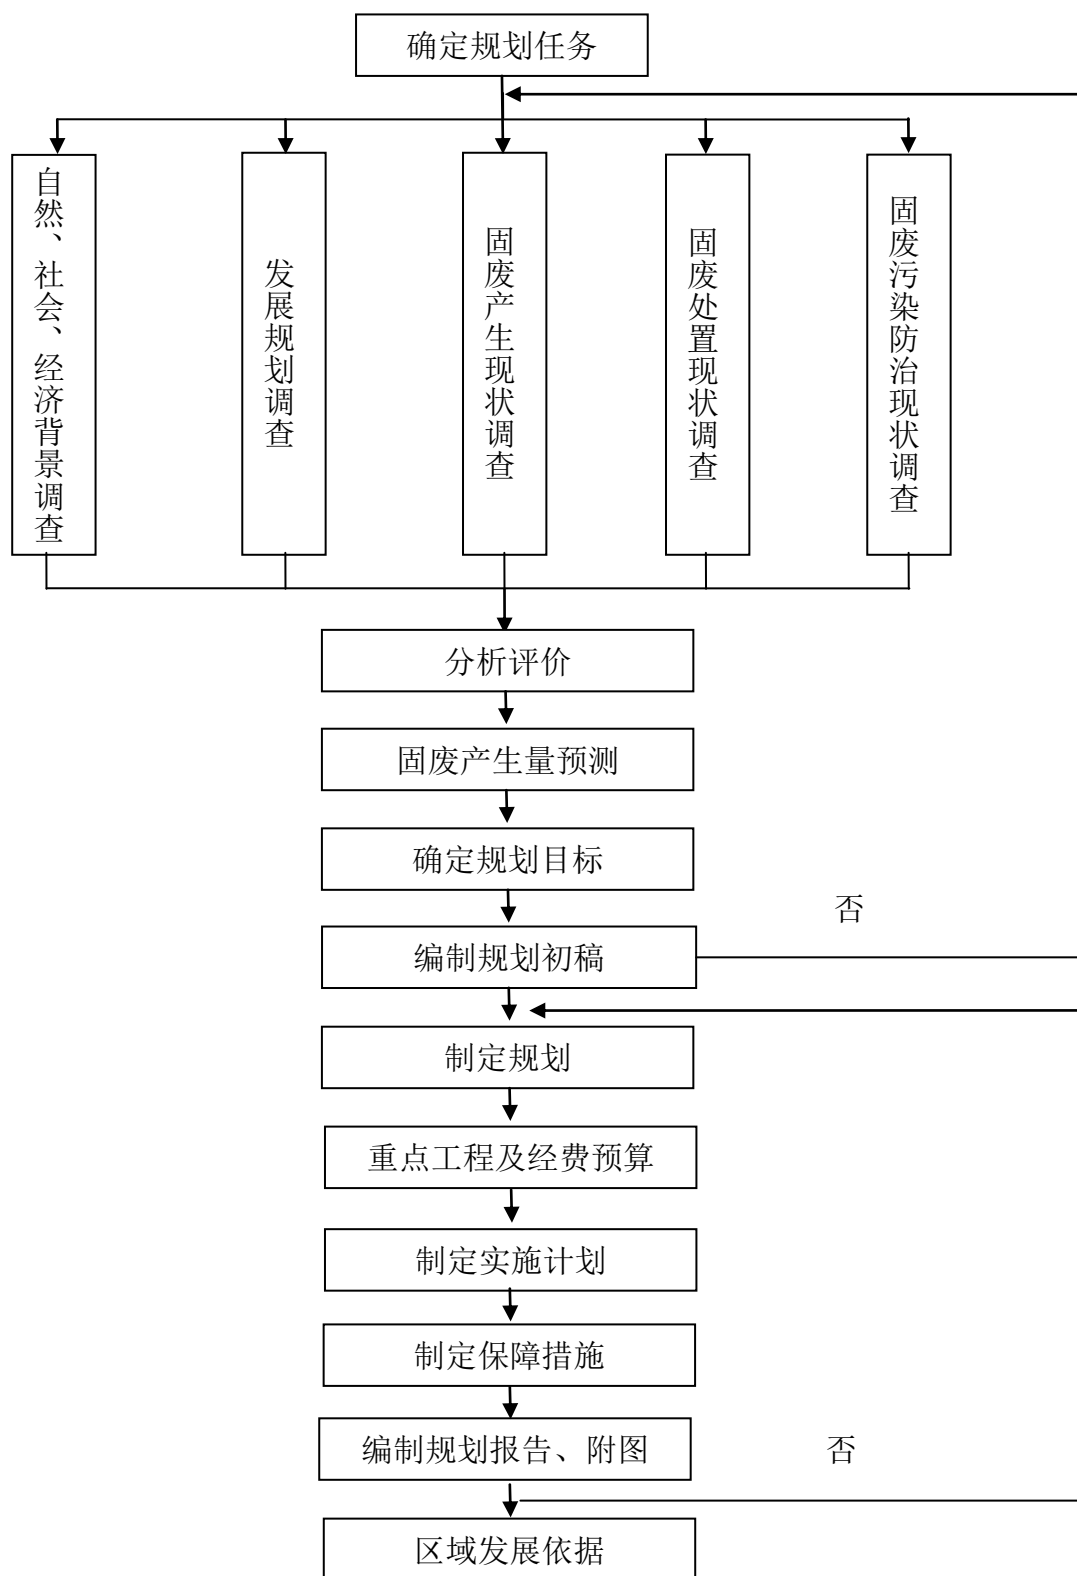 确定规划任务
自然、社会、经济背景调查
发展规划调查
固废产生现状调查
固废处置现状调查
固废污染防治现状调查
分析评价
固废产生量预测
确定规划目标
否
编制规划初稿
制定规划
重点工程及经费预算
制定实施计划
制定保障措施
编制规划报告、附图
否
区域发展依据